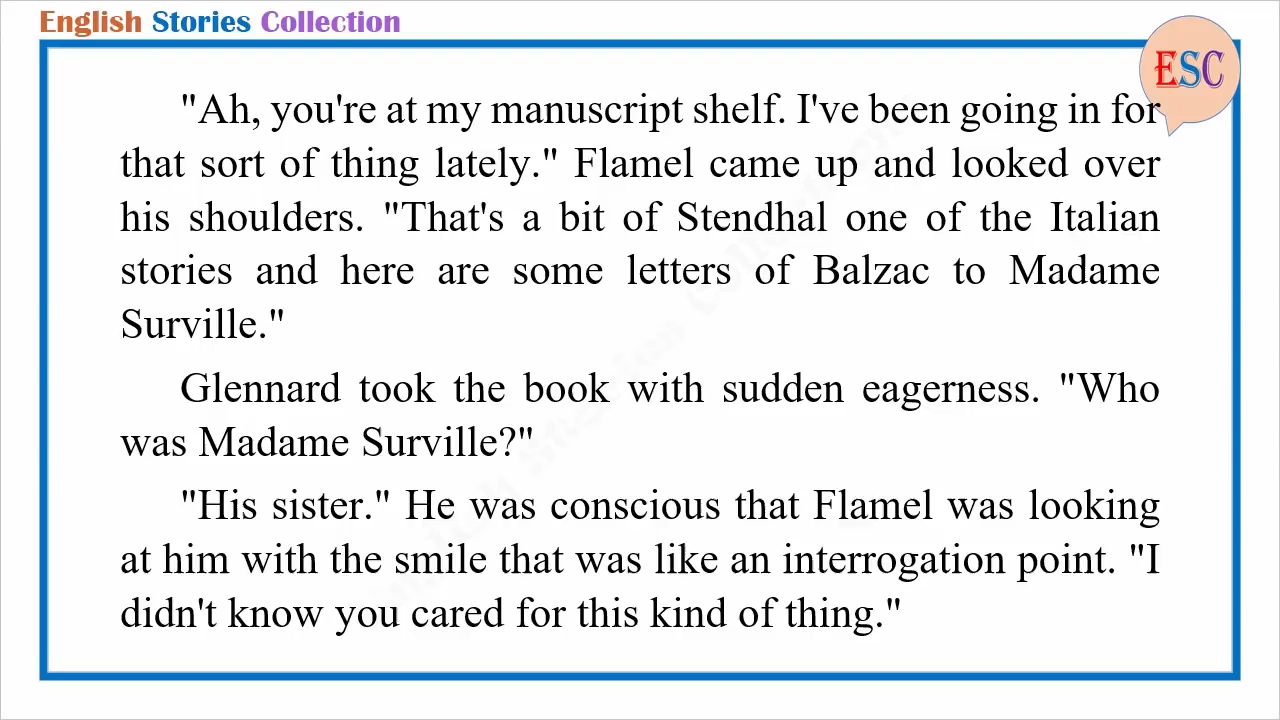 English Stories Collection
ESC
"Ah, you're at my manuscript shelf. I've been going in for
that sort of thing lately." Flamel came up and looked over
his shoulders. "That's a bit of Stendhal one of the Italian
stories and here are some letters of Balzac to Madame
Surville."
Glennard took the book with sudden eagerness. "Who
was Madame Surville?"
"His sister." He was conscious that Flamel was looking
at him with the smile that was like an interrogation point. "I
didn't know you cared for this kind of thing."
English Stories Collection